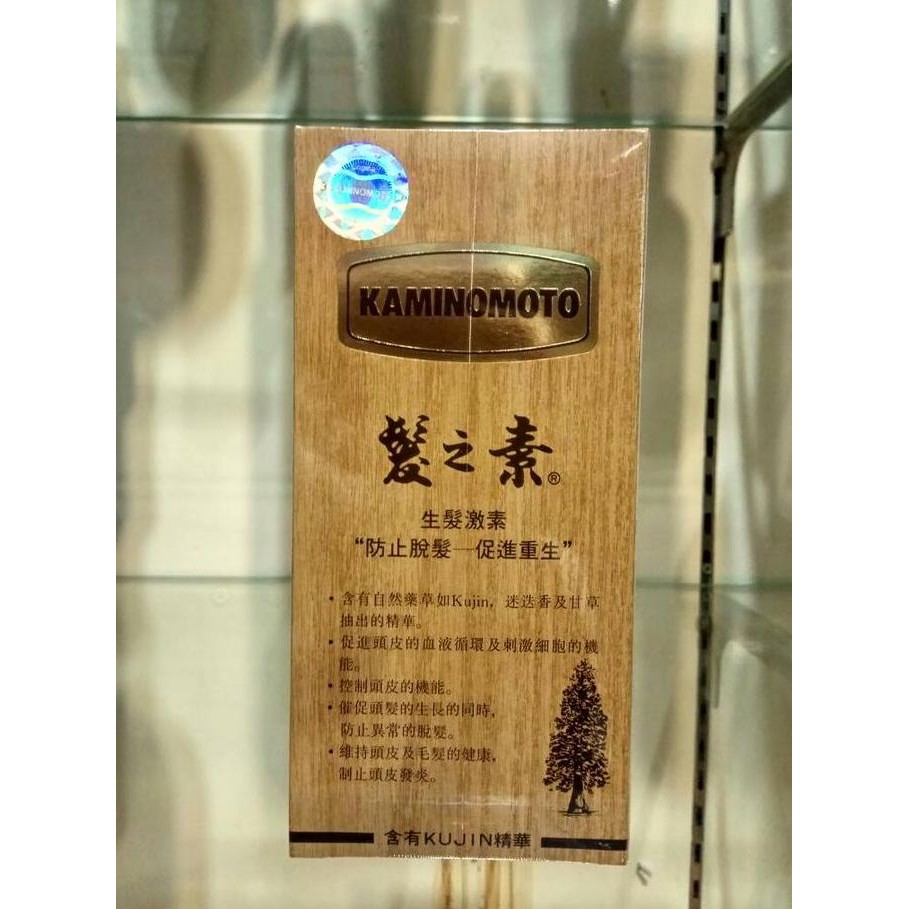 KAMINOMOTO
KAMINOMOTO
髮之素®
生髮激素
“防止脫髮—促進重生”
• 含有自然藥草如Kujin，迷迭香及甘草
抽出的精華。
• 促進頭皮的血液循環及刺激細胞的機
能。
• 控制頭皮的機能。
• 催促頭髮的生長的同時，
防止異常的脫髮。
• 維持頭皮及毛髮的健康，
制止頭皮發炎。
含有KUJIN精華